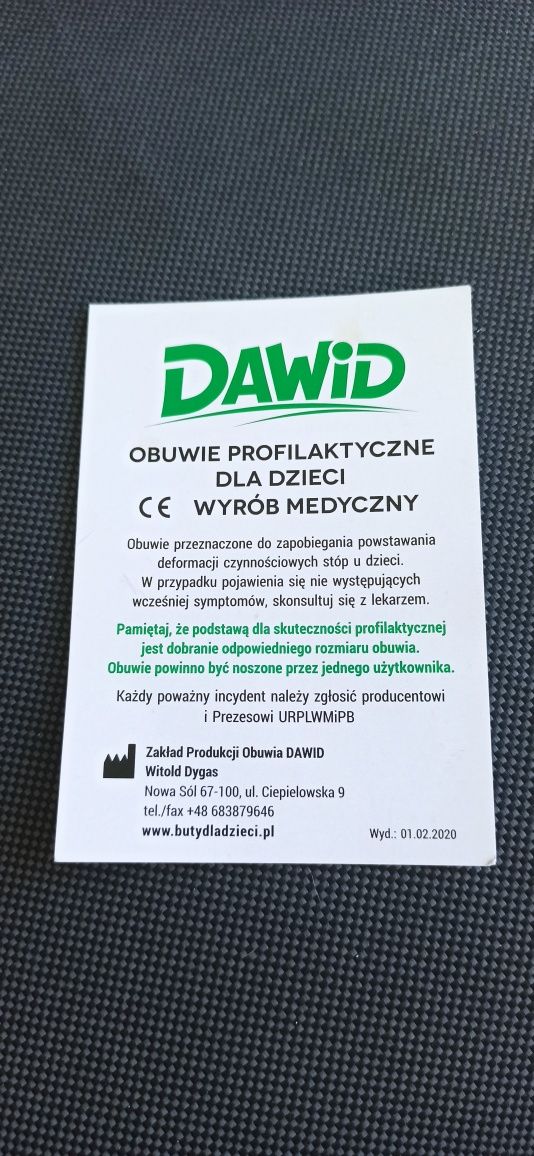 DAWiD
OBUWIE PROFILAKTYCZNE
DLA DZIECI
CE WYRÓB MEDYCZNY
Obuwie przeznaczone do zapobiegania powstawania
deformacji czynnościowych stóp u dzieci.
W przypadku pojawienia się nie występujących
wcześniej symptomów, skonsultuj się z lekarzem.
Pamiętaj, że podstawą dla skuteczności profilaktycznej
jest dobranie odpowiedniego rozmiaru obuwia.
Obuwie powinno być noszone przez jednego użytkownika.
Każdy poważny incydent należy zgłosić producentowi
i Prezesowi URPLWMiPB
Zakład Produkcji Obuwia DAWID
Witold Dygas
Nowa Sól 67-100, ul. Ciepielowska 9
tel./fax +48 683879646
www.butydladzieci.pl
Wyd.: 01.02.2020